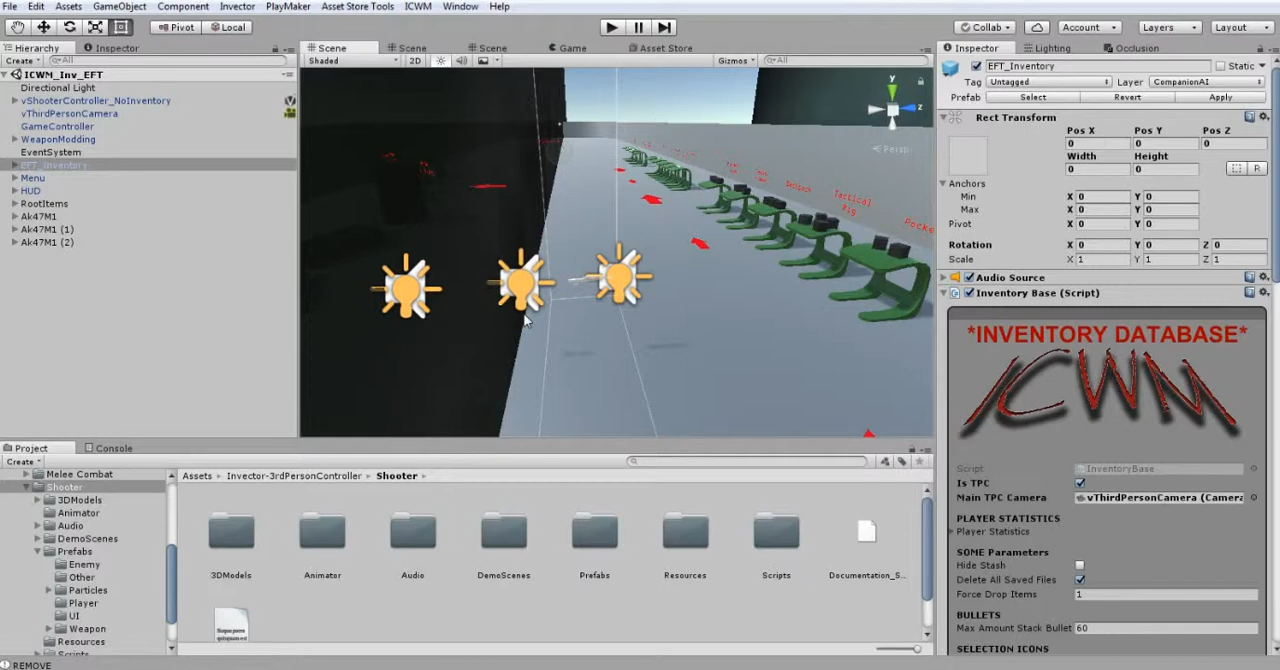 File Edit Assets GameObject Component Invector PlayMaker Asset Store Tools ICWM Window Help
Pivot Local Collab Account Layers Layout
Hierarchy Inspector Scene Scene Scene Game Asset Store Inspector Lighting Occlusion
Create All Shaded 2D Gizmos All
ICWM_Inv_EFT
Directional Light
vShooterController_NoInventory
vThirdPersonCamera
GameController
WeaponModding
EventSystem
EFT_Inventory
Menu
HUD
RootItems
Ak47M1
Ak47M1 (1)
Ak47M1 (2)
y
z
Persp
Tactical
Rig
EFT_Inventory Static
Tag Untagged Layer CompanionAI
Prefab Select Revert Apply
Rect Transform
Pos X Pos Y Pos Z
0 0 0
Width Height
0 0 R
Anchors
Min X 0 Y 0
Max X 0 Y 0
Pivot X 0 Y 0
Rotation X 0 Y 0 Z 0
Scale X 1 Y 1 Z 1
Audio Source
Inventory Base (Script)
*INVENTORY DATABASE*
ICWM
Script InventoryBase
Is TPC
Main TPC Camera vThirdPersonCamera (Camera
PLAYER STATISTICS
Player Statistics
SOME Parameters
Hide Stash
Delete All Saved Files
Force Drop Items 1
BULLETS
Max Amount Stack Bullet 60
SELECTION ICONS
Project Console
Create
Melee Combat
Shooter
3DModels
Animator
Audio
DemoScenes
Prefabs
Enemy
Other
Particles
Player
UI
Weapon
Resources
Scripts
Assets Invector-3rdPersonController Shooter
3DModels Animator Audio DemoScenes Prefabs Resources Scripts Documentation_S...
REMOVE